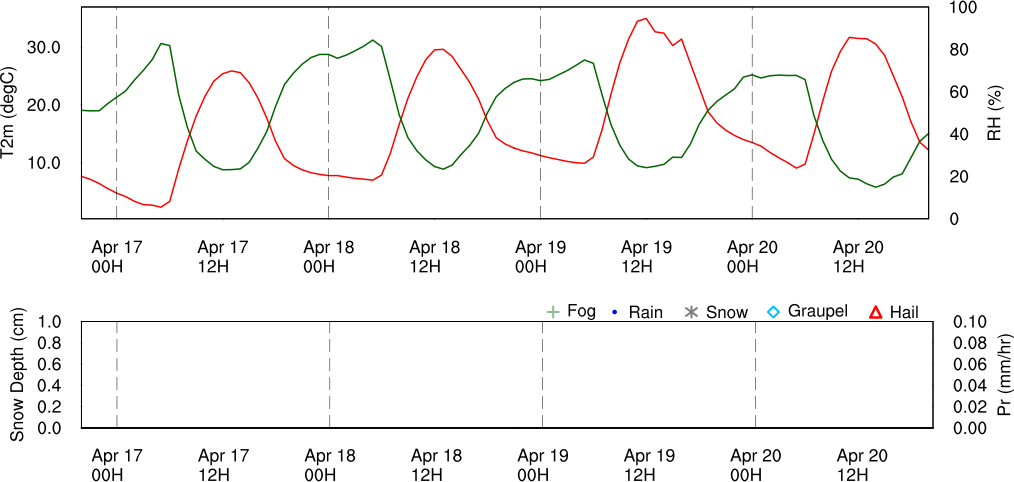 T2m (degC)
30.0
20.0
10.0
100
80
60
40
20
0
RH (%)
Apr 17 Apr 17 Apr 18 Apr 18 Apr 19 Apr 19 Apr 20 Apr 20
00H 12H 00H 12H 00H 12H 00H 12H
Fog Rain Snow Graupel Hail
Snow Depth (cm)
1.0
0.8
0.6
0.4
0.2
0.0
0.10
0.08
0.06
0.04
0.02
0.00
Pr (mm/hr)
Apr 17 Apr 17 Apr 18 Apr 18 Apr 19 Apr 19 Apr 20 Apr 20
00H 12H 00H 12H 00H 12H 00H 12H